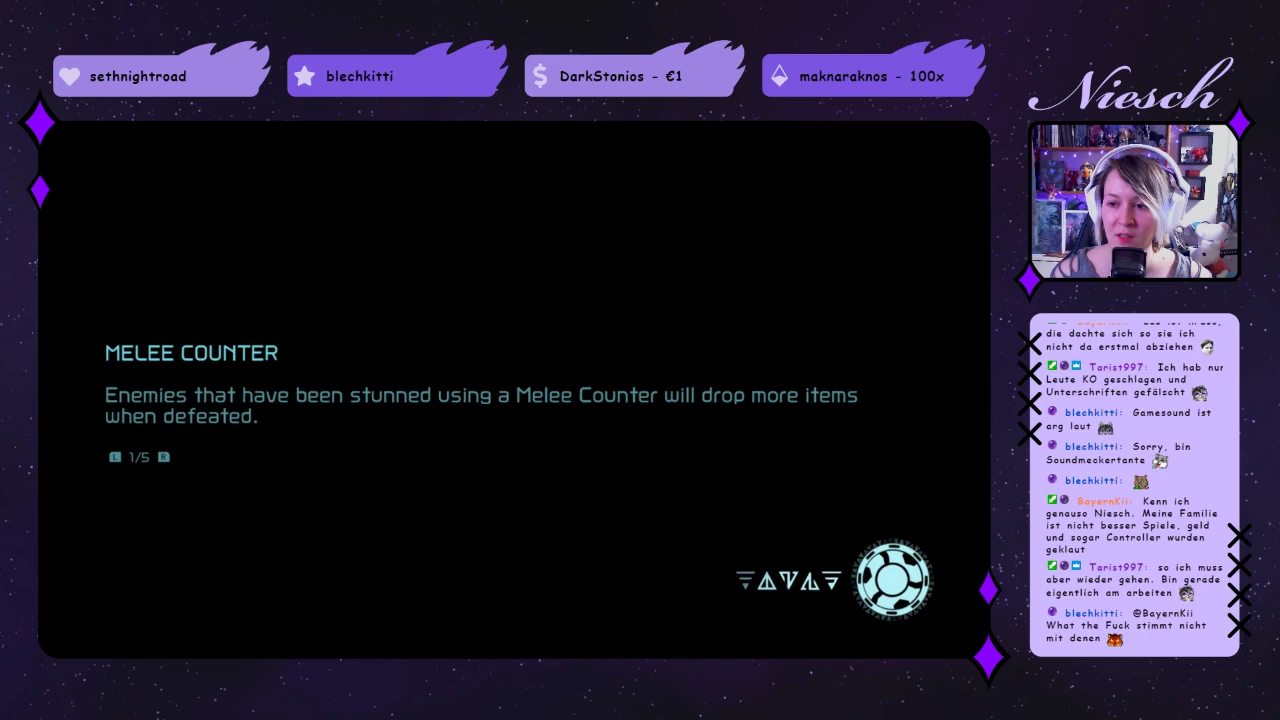 sethnightroad
blechkitti
DarkStonios - €1
maknaraknos - 100x
Niesch
MELEE COUNTER
Enemies that have been stunned using a Melee Counter will drop more items
when defeated.
L 1/5 R
die dachte sich so sie ich
nicht da erstmal abziehen
Tarist997: Ich hab nur
Leute KO geschlagen und
Unterschriften gefälscht
blechkitti: Gamesound ist
arg laut
blechkitti: Sorry, bin
Soundmeckertante
blechkitti:
BayernKii: Kenn ich
genauso Niesch. Meine Familie
ist nicht besser Spiele, geld
und sogar Controller wurden
geklaut
Tarist997: so ich muss
aber wieder gehen. Bin gerade
eigentlich am arbeiten
blechkitti: @BayernKii
What the Fuck stimmt nicht
mit denen